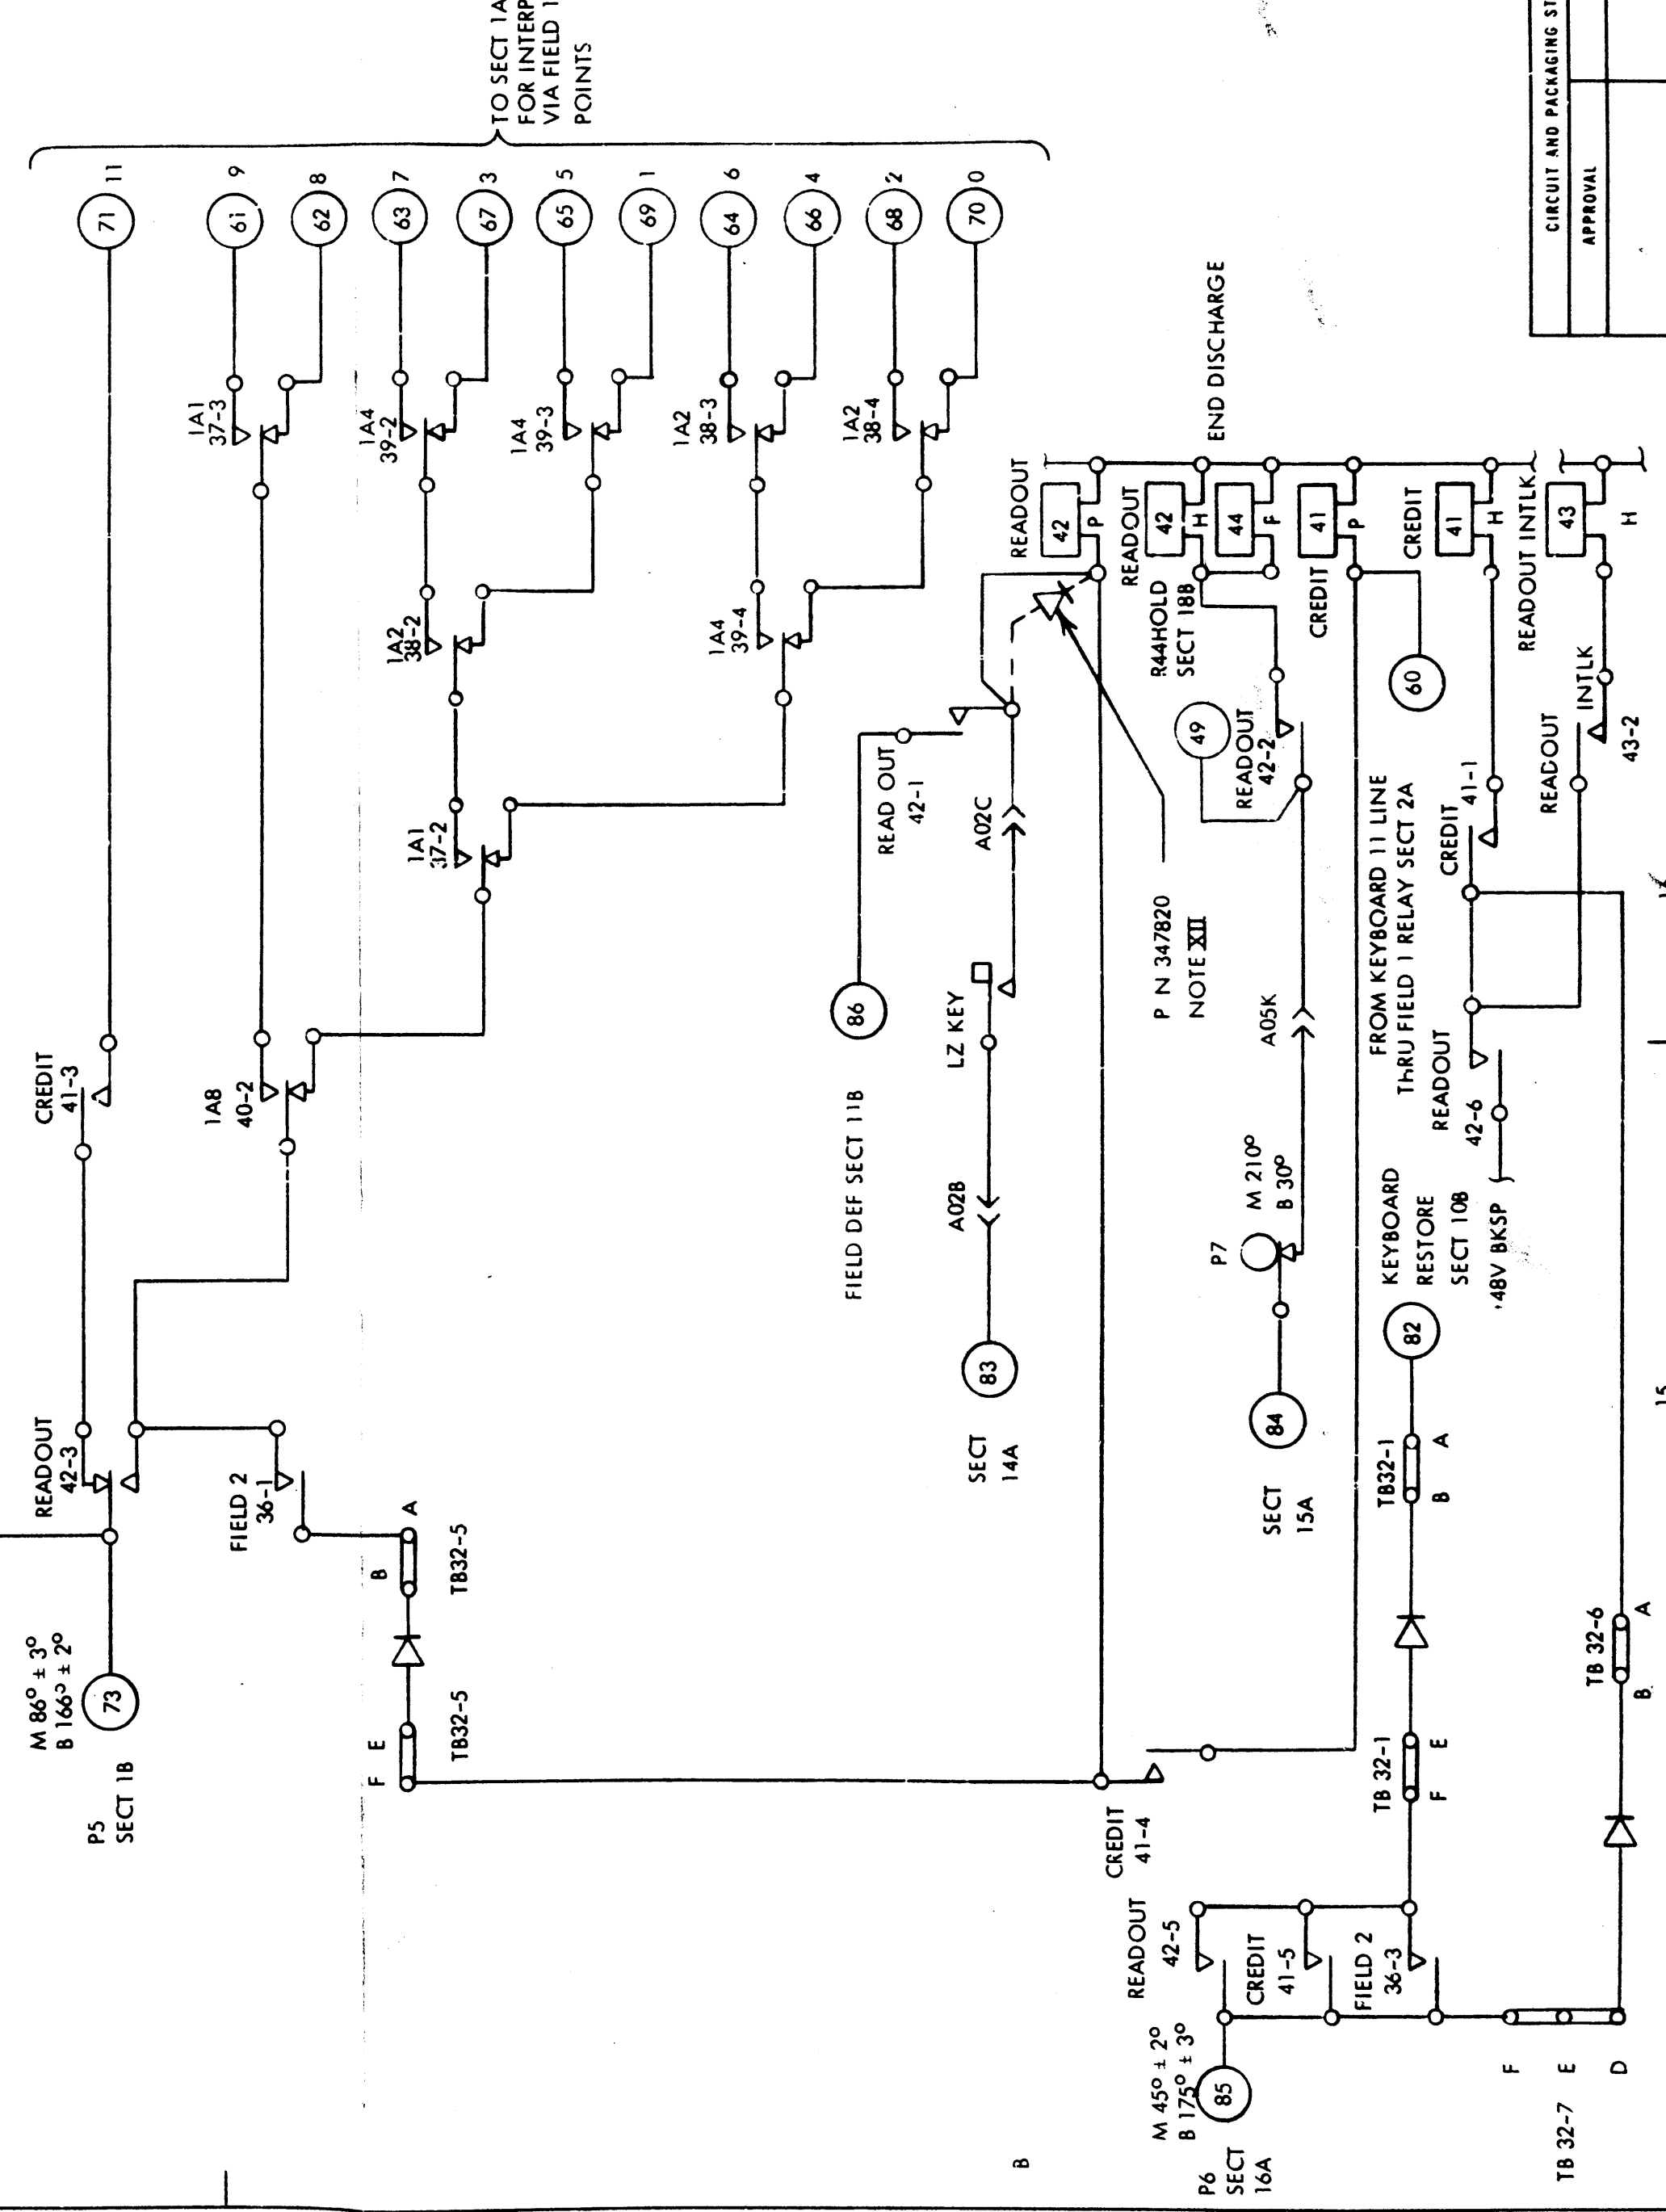 TO SECT 1A
FOR INTERP
VIA FIELD 1
POINTS
71 11
61 9
62 8
63 7
67 3
65 5
69 1
64 6
66 4
68 2
70 0
1A1
37-3
1A4
39-2
1A4
39-3
1A2
38-3
1A2
38-4
1A2
38-2
1A4
39-4
1A1
37-2
CREDIT
41-3
1A8
40-2
READOUT
42-3
FIELD 2
36-1
M 86° ± 3°
B 166° ± 2°
73
P5
SECT 1B
B A
TB32-5
F E
TB32-5
86
FIELD DEF SECT 11B
READ OUT
42-1
A02C
LZ KEY
A02B
83
SECT
14A
P N 347820
NOTE XII
READOUT
42
P
READOUT
42
H
44
F
END DISCHARGE
R44HOLD
SECT 18B
49
READOUT
42-2
A05K
P7
M 210°
B 30°
84
SECT
15A
CREDIT
41
P
60
FROM KEYBOARD 11 LINE
THRU FIELD 1 RELAY SECT 2A
CREDIT
41
H
CREDIT
41-1
READOUT INTLK
43
H
READOUT INTLK
43-2
READOUT
42-6
48V BKSP
KEYBOARD
RESTORE
SECT 10B
82
TB32-1
B A
TB 32-1
F E
TB 32-6
B A
CREDIT
41-4
READOUT
42-5
CREDIT
41-5
FIELD 2
36-3
M 45° ± 2°
B 175° ± 3°
85
P6
SECT
16A
F
E
D
TB 32-7
B
15
CIRCUIT AND PACKAGING ST
APPROVAL